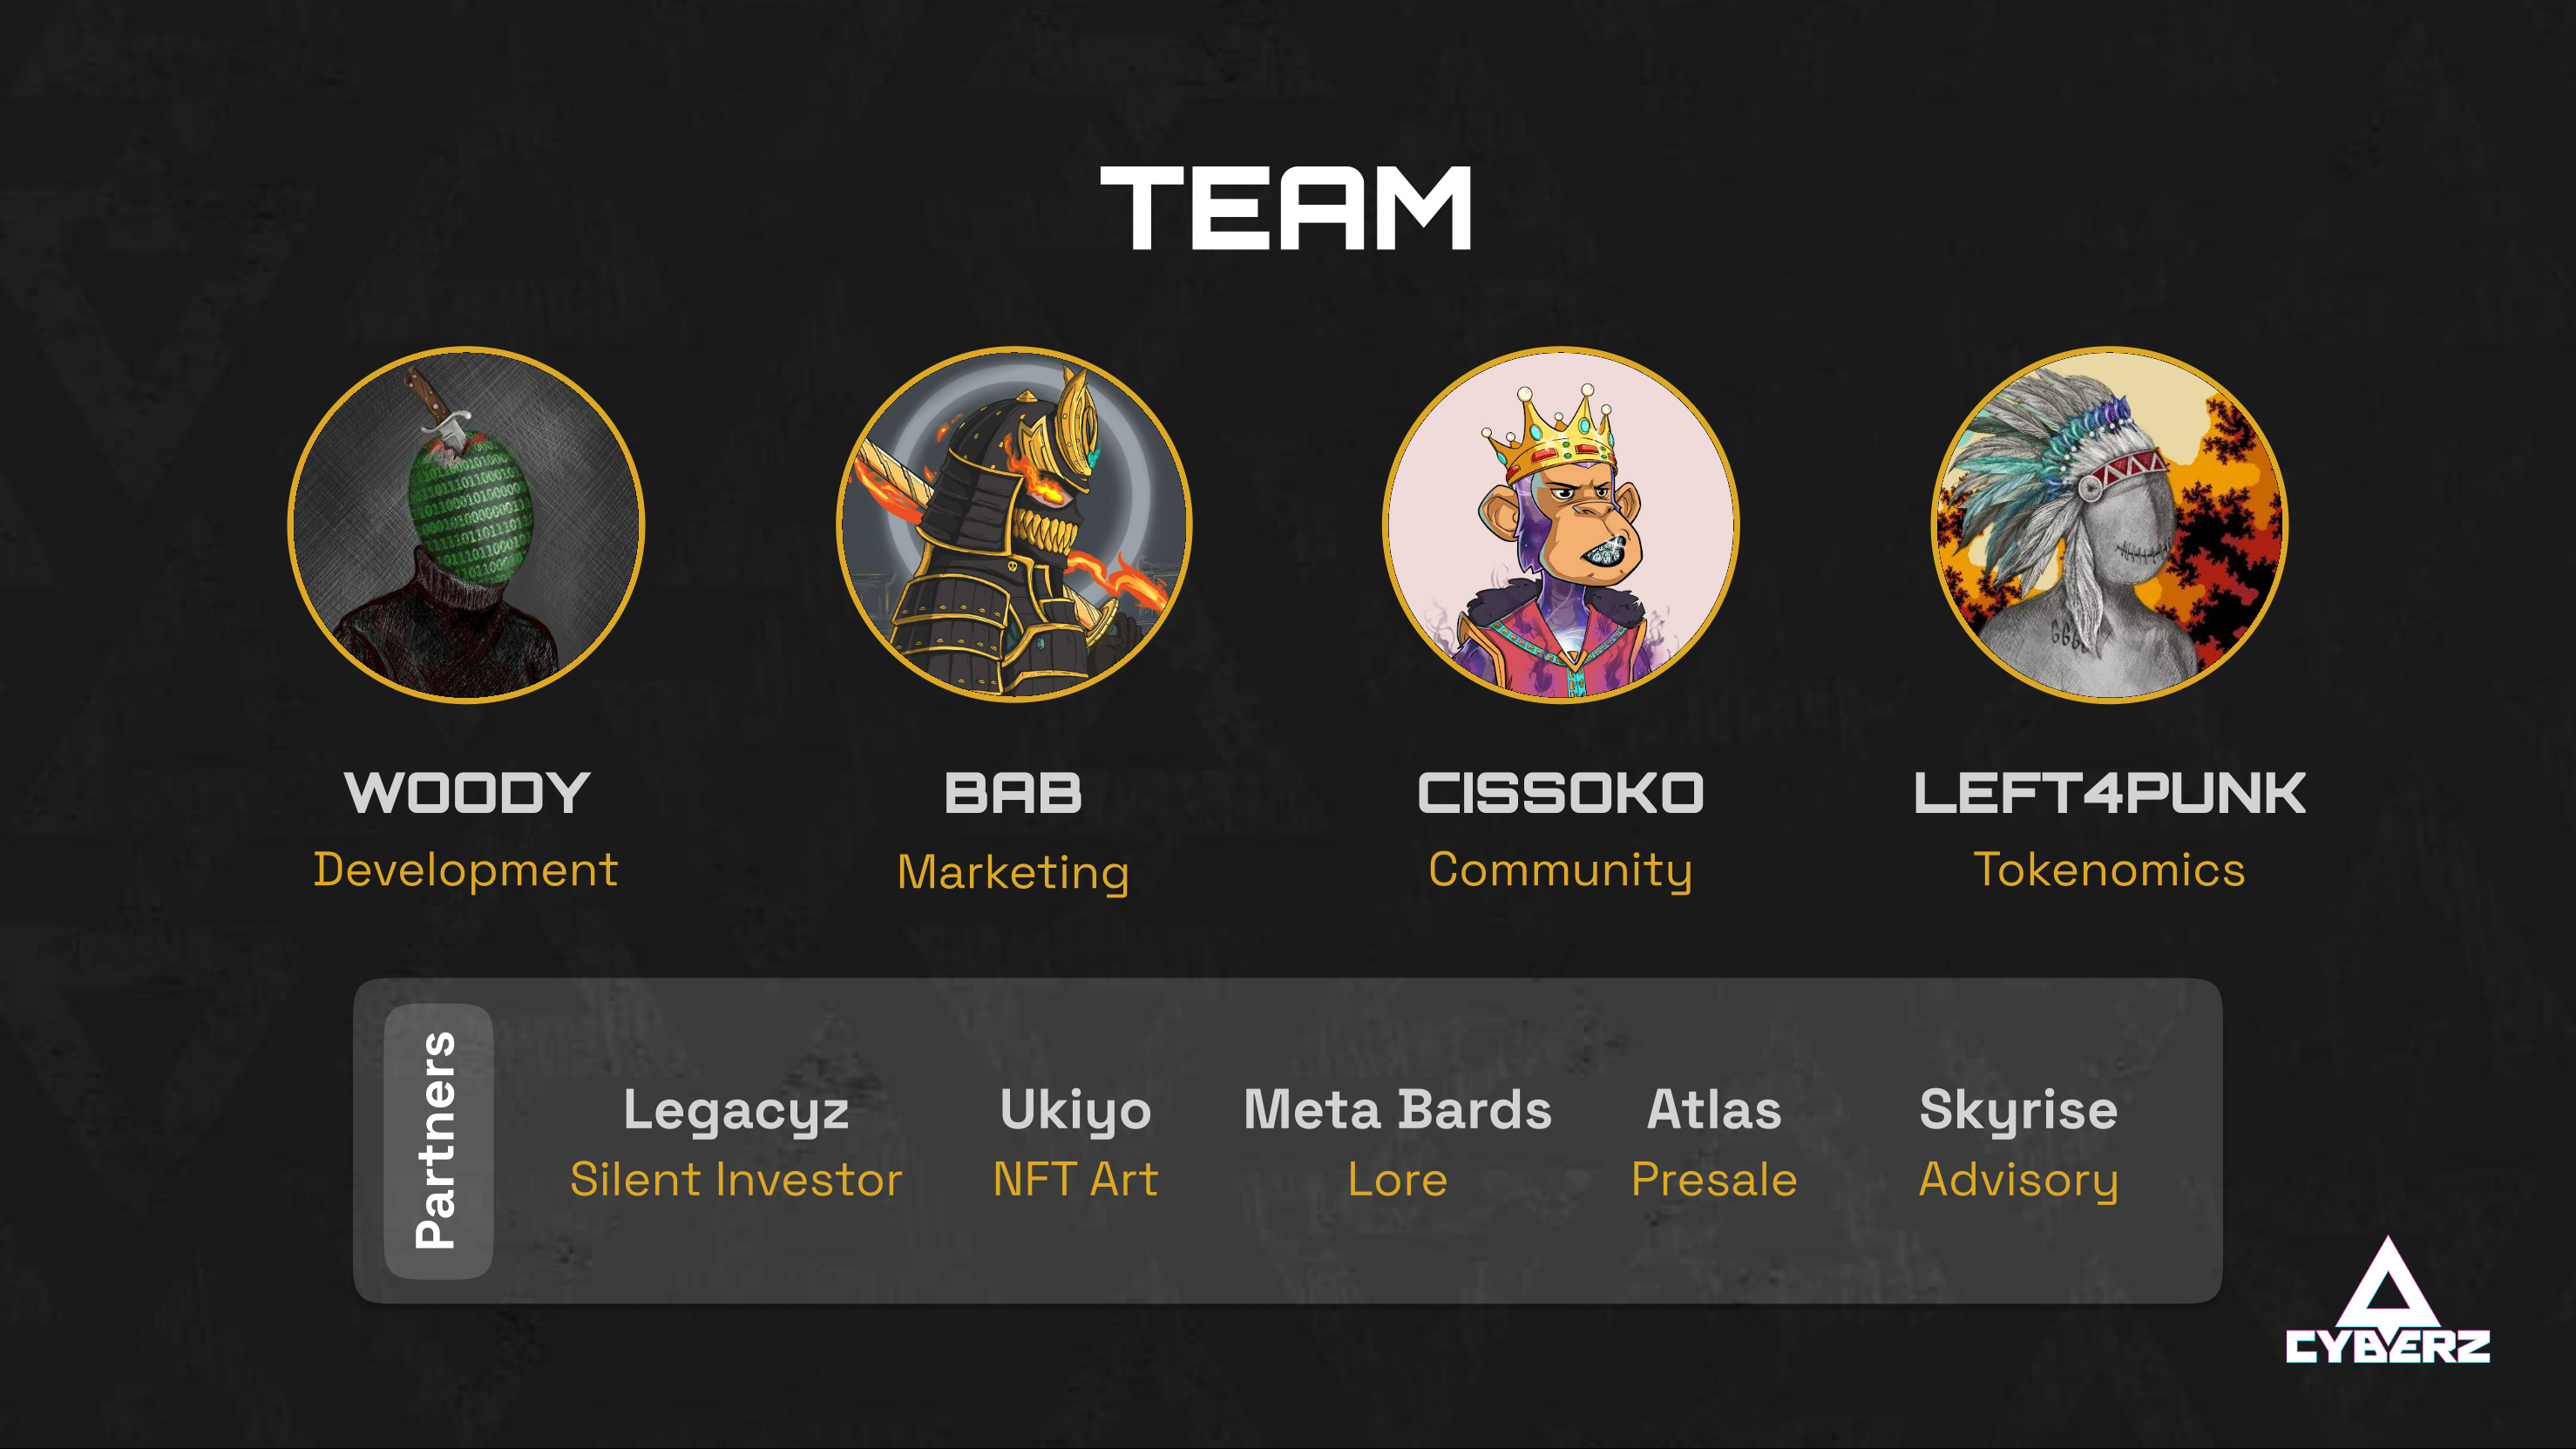 TEAM
WOODY
Development
BAB
Marketing
CISSOKO
Community
LEFT4PUNK
Tokenomics
Partners
Legacyz
Silent Investor
Ukiyo
NFT Art
Meta Bards
Lore
Atlas
Presale
Skyrise
Advisory
CYBERZ